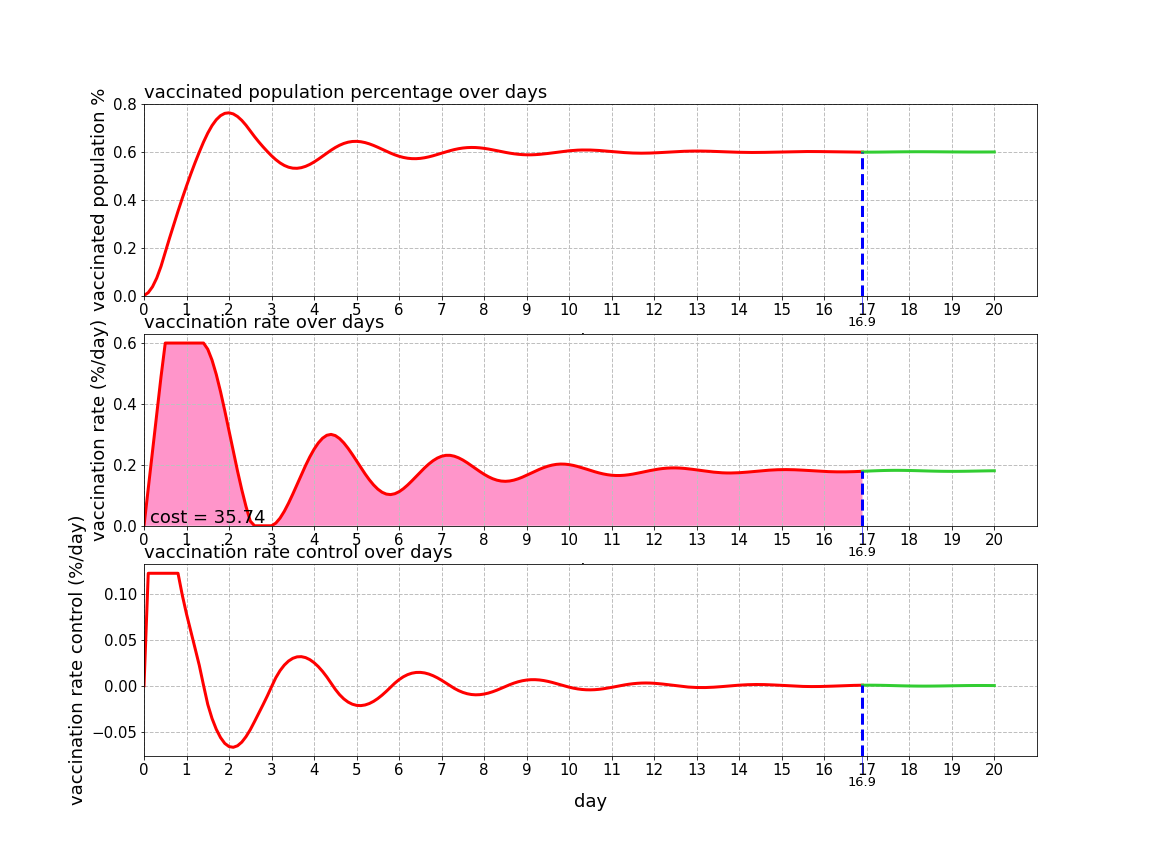 vaccinated population percentage over days
vaccinated population %
0.8
0.6
0.4
0.2
0.0
0 1 2 3 4 5 6 7 8 9 10 11 12 13 14 15 16 17 18 19 20
16.9
vaccination rate over days
vaccination rate (%/day)
0.6
0.4
0.2
0.0
cost = 35.74
0 1 2 3 4 5 6 7 8 9 10 11 12 13 14 15 16 17 18 19 20
16.9
vaccination rate control over days
vaccination rate control (%/day)
0.10
0.05
0.00
−0.05
0 1 2 3 4 5 6 7 8 9 10 11 12 13 14 15 16 17 18 19 20
16.9
day